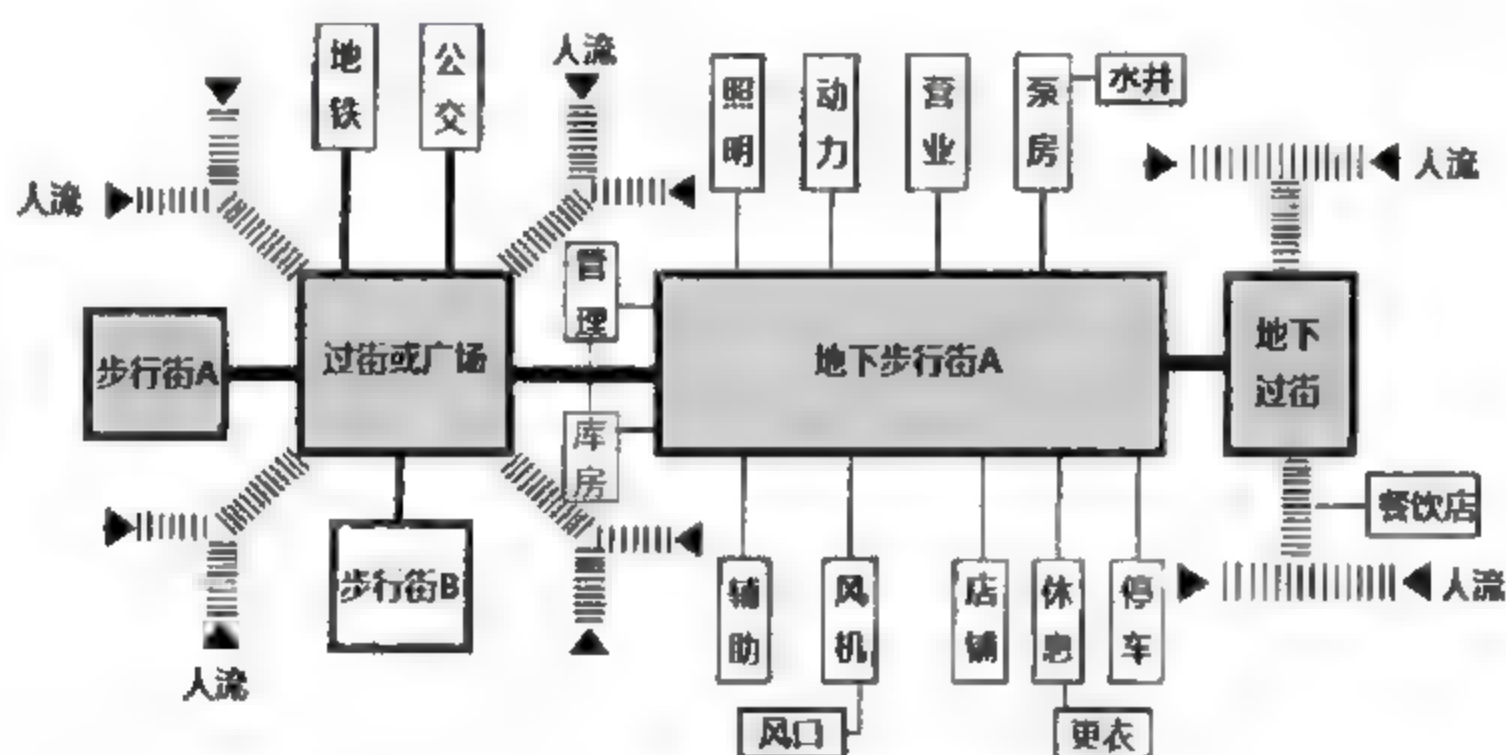 地铁
公交
人流
照明
动力
营业
泵房
水井
人流
人流
管理
步行街A
过街或广场
地下步行街A
地下
过街
库房
餐饮店
步行街B
辅助
风机
店铺
休息
停车
人流
人流
风口
更衣